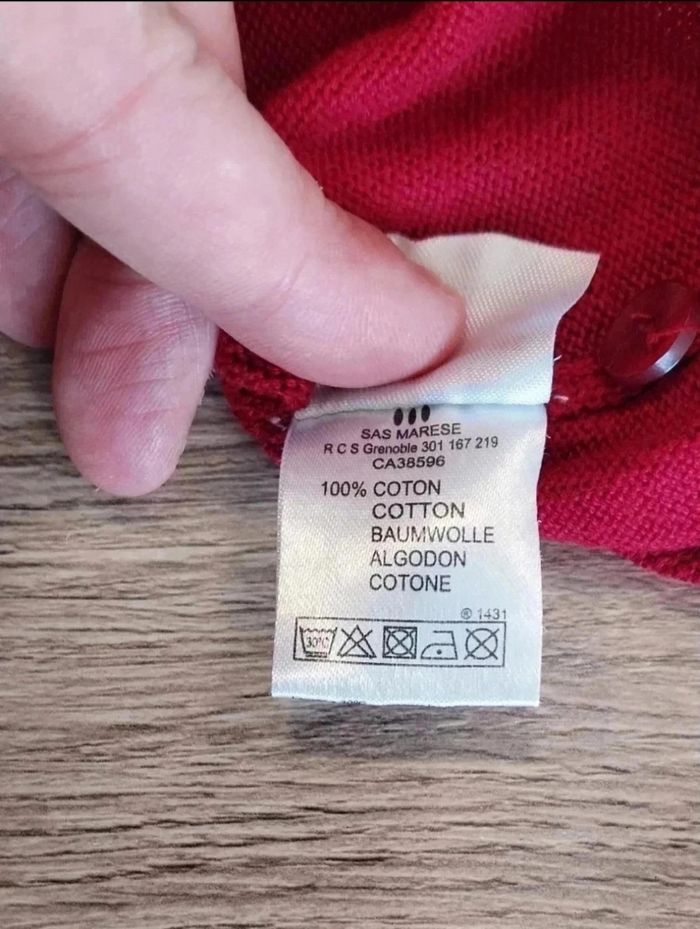 SAS MARESE
R C S Grenoble 301 167 219
CA38596
100% COTON
COTTON
BAUMWOLLE
ALGODON
COTONE
® 1431
30°C